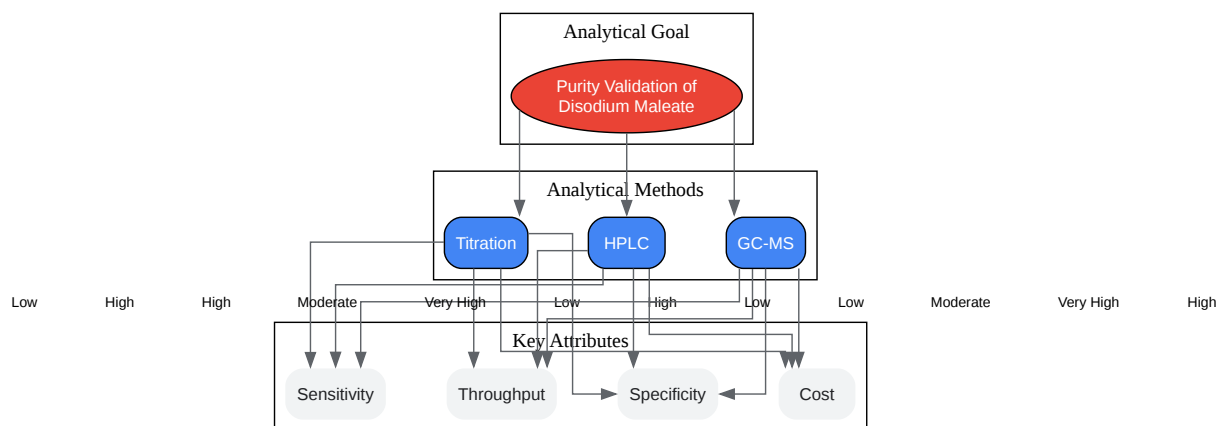 Analytical Goal
Purity Validation of
Disodium Maleate
Analytical Methods
Titration
HPLC
GC-MS
Low
High
High
Moderate
Very High
Low
High
Low
Low
Moderate
Very High
High
Key Attributes
Sensitivity
Throughput
Specificity
Cost